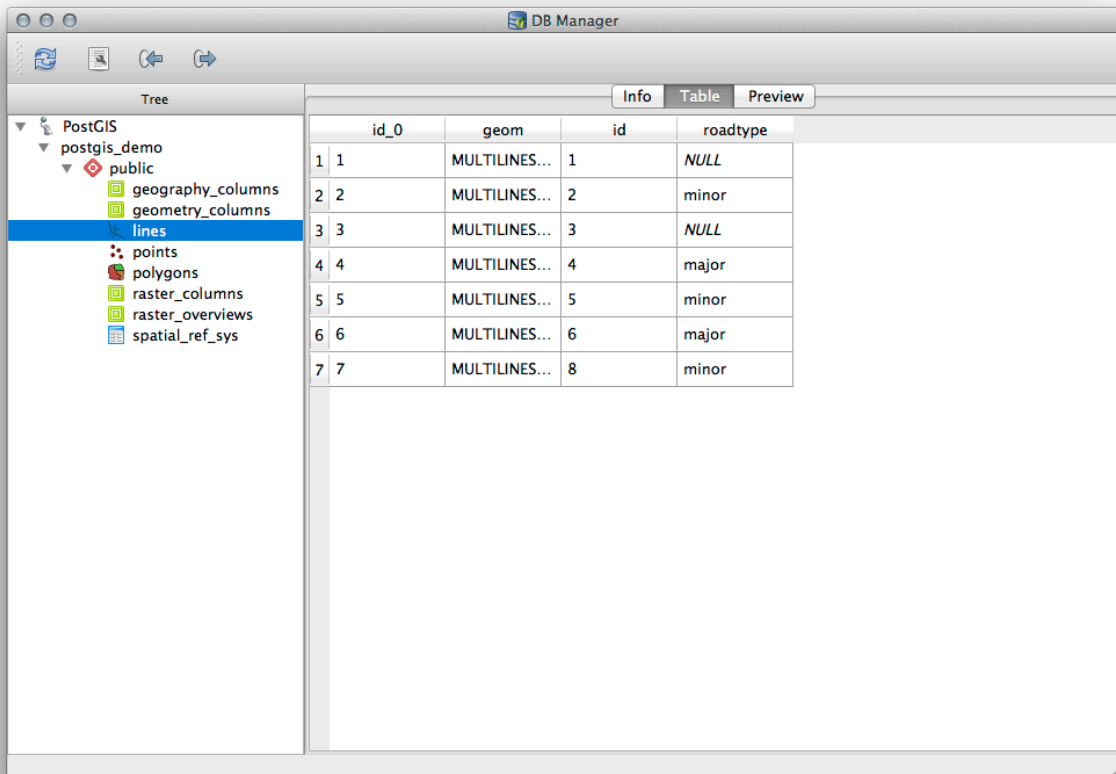 DB Manager
Tree
Info Table Preview
PostGIS
postgis_demo
public
geography_columns
geometry_columns
lines
points
polygons
raster_columns
raster_overviews
spatial_ref_sys
id_0 geom id roadtype
1 1 MULTILINES... 1 NULL
2 2 MULTILINES... 2 minor
3 3 MULTILINES... 3 NULL
4 4 MULTILINES... 4 major
5 5 MULTILINES... 5 minor
6 6 MULTILINES... 6 major
7 7 MULTILINES... 8 minor